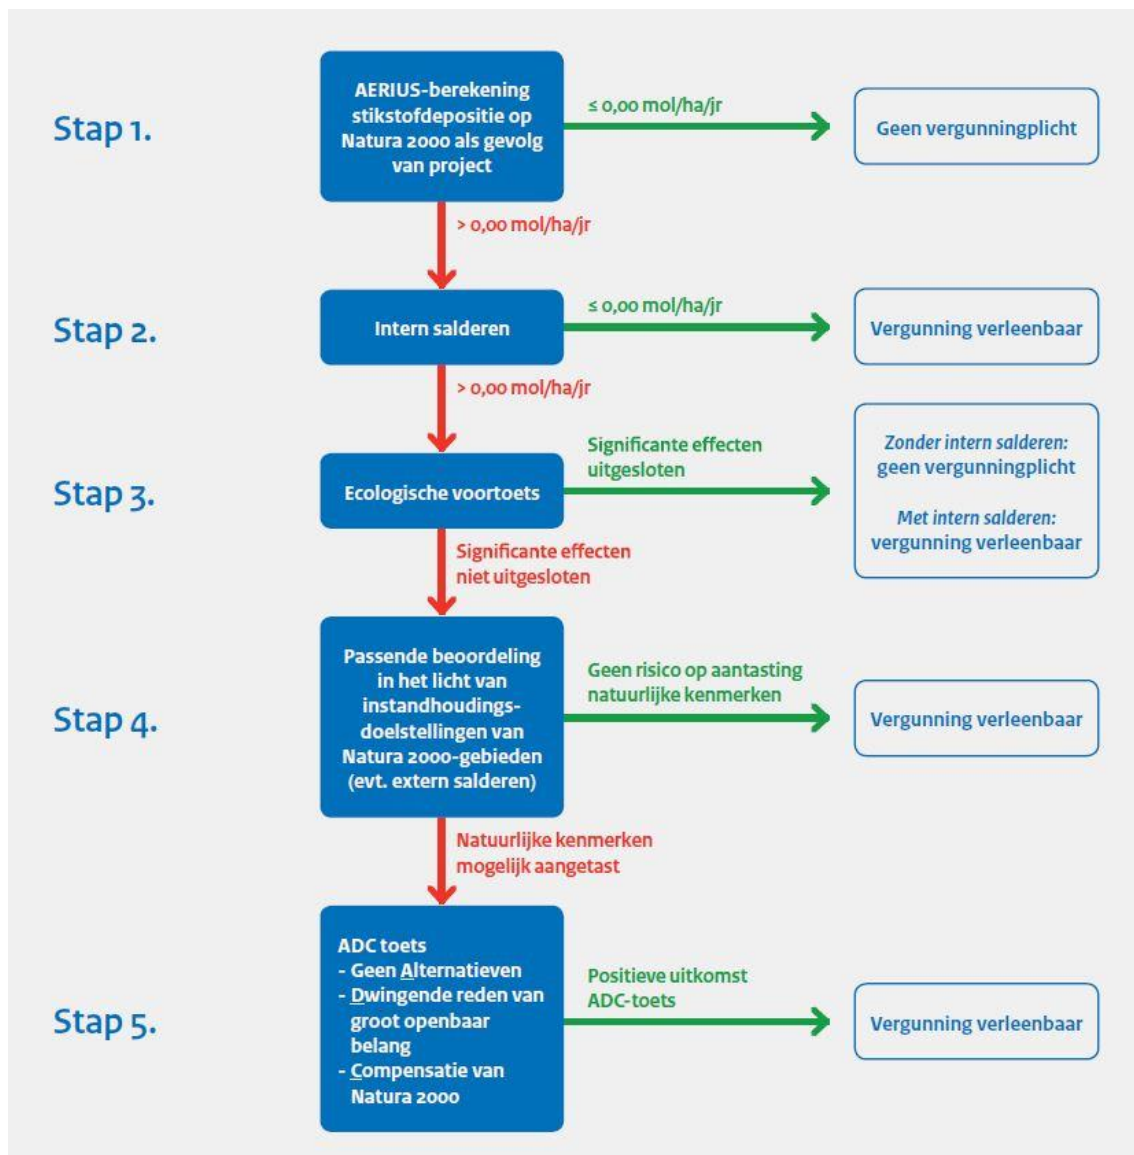 Stap 1.
AERIUS-berekening
stikstofdepositie op
Natura 2000 als gevolg
van project
≤ 0,00 mol/ha/jr
Geen vergunningplicht
> 0,00 mol/ha/jr
Stap 2.
Intern salderen
≤ 0,00 mol/ha/jr
Vergunning verleenbaar
> 0,00 mol/ha/jr
Stap 3.
Ecologische voortoets
Significante effecten
uitgesloten
Zonder intern salderen:
geen vergunningplicht
Met intern salderen:
vergunning verleenbaar
Significante effecten
niet uitgesloten
Stap 4.
Passende beoordeling
in het licht van
instandhoudings-
doelstellingen van
Natura 2000-gebieden
(evt. extern salderen)
Geen risico op aantasting
natuurlijke kenmerken
Vergunning verleenbaar
Natuurlijke kenmerken
mogelijk aangetast
Stap 5.
ADC toets
- Geen Alternatieven
- Dwingende reden van
groot openbaar
belang
- Compensatie van
Natura 2000
Positieve uitkomst
ADC-toets
Vergunning verleenbaar